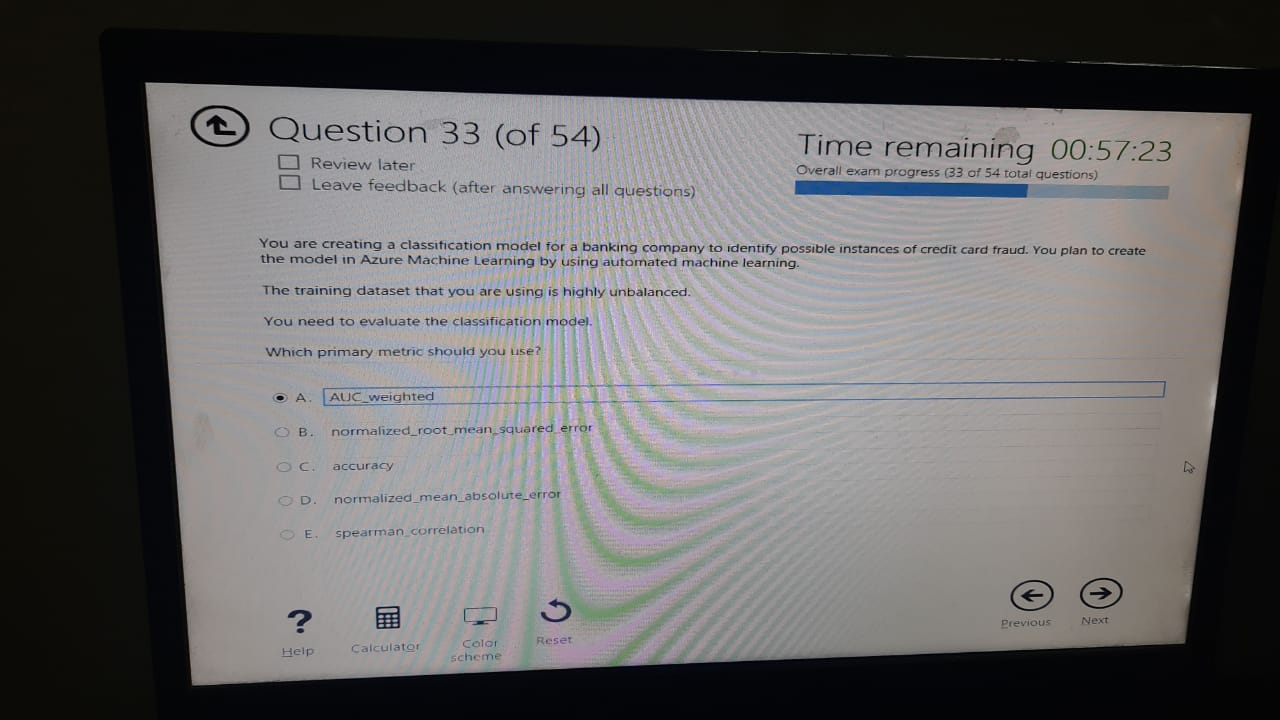 Question 33 (of 54)
Review later
Leave feedback (after answering all questions)
Time remaining 00:57:23
Overall exam progress (33 of 54 total questions)
You are creating a classification model for a banking company to identify possible instances of credit card fraud. You plan to create
the model in Azure Machine Learning by using automated machine learning.
The training dataset that you are using is highly unbalanced.
You need to evaluate the classification model.
Which primary metric should you use?
A. AUC_weighted
B. normalized_root_mean_squared_error
C. accuracy
D. normalized_mean_absolute_error
E. spearman_correlation
?
Help
Calculator
Color
scheme
Reset
Previous
Next